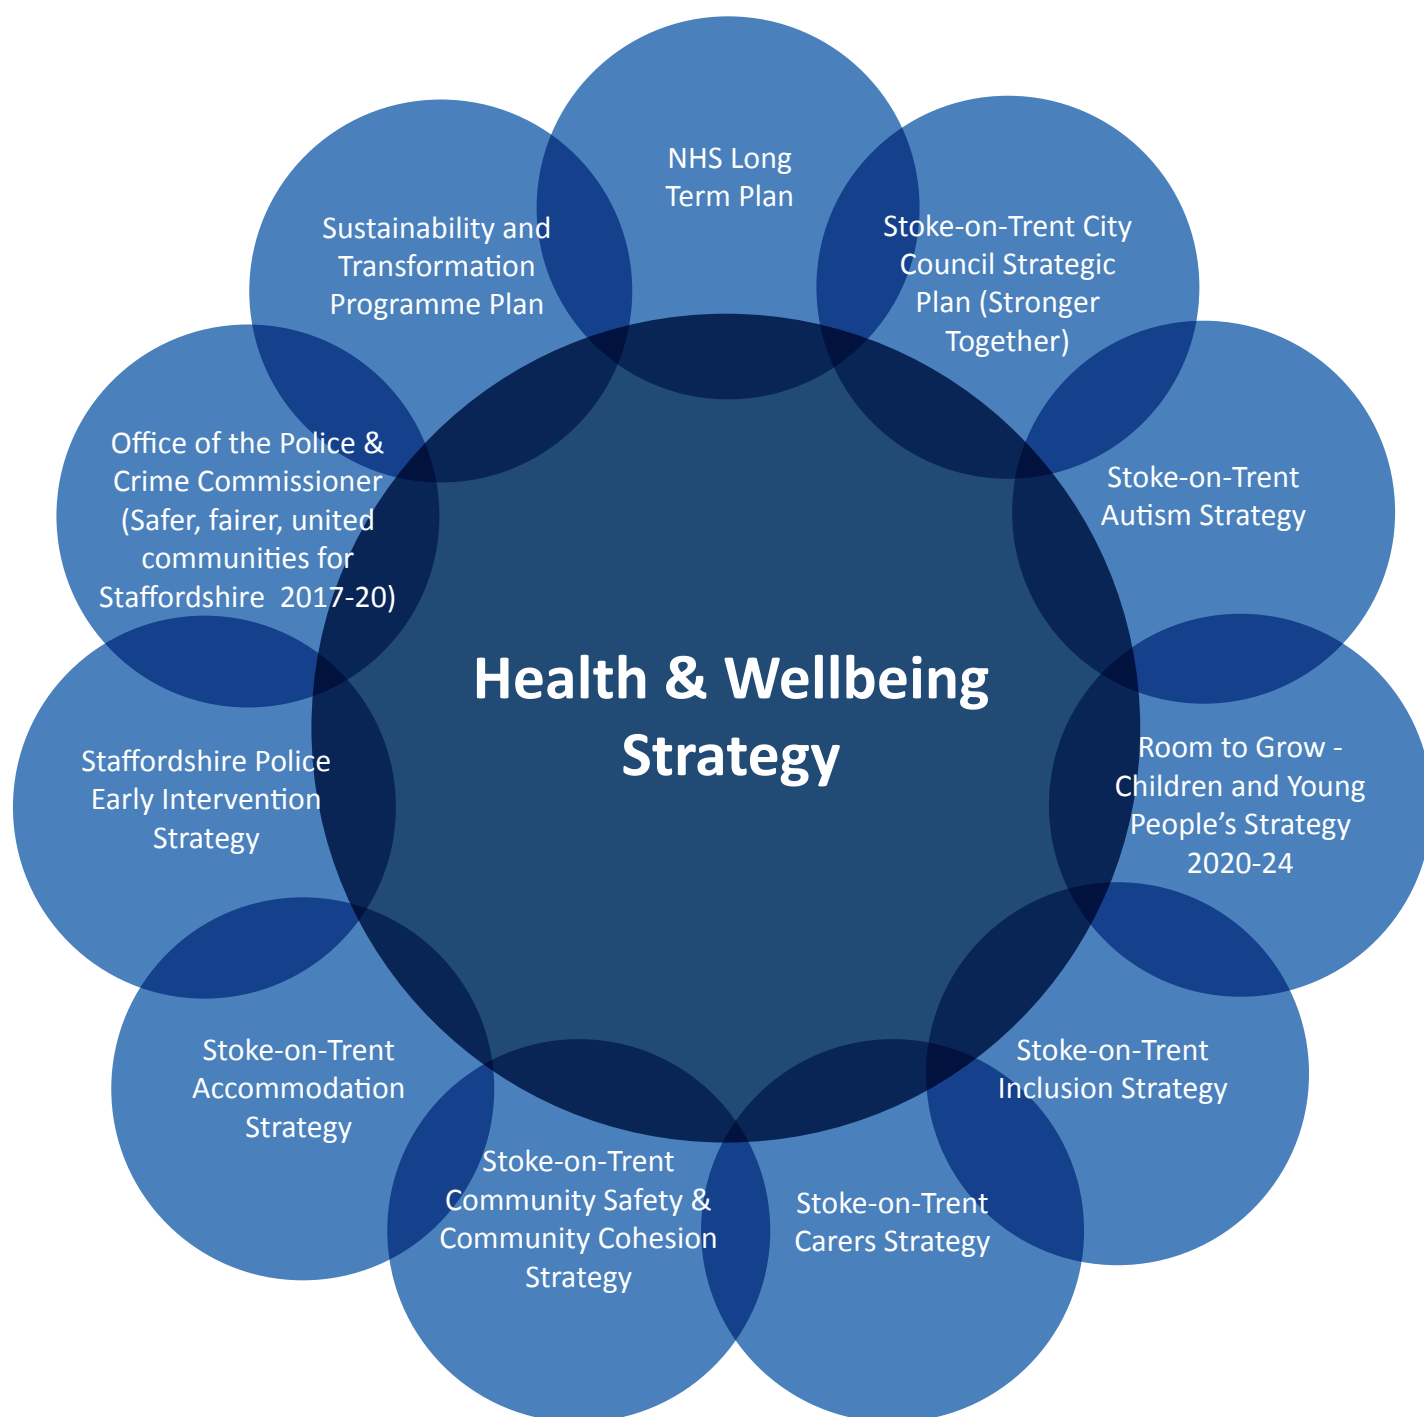 NHS Long
Term Plan
Stoke-on-Trent City
Council Strategic
Plan (Stronger
Together)
Stoke-on-Trent
Autism Strategy
Room to Grow -
Children and Young
People’s Strategy
2020-24
Stoke-on-Trent
Inclusion Strategy
Stoke-on-Trent
Carers Strategy
Stoke-on-Trent
Community Safety &
Community Cohesion
Strategy
Stoke-on-Trent
Accommodation
Strategy
Staffordshire Police
Early Intervention
Strategy
Office of the Police &
Crime Commissioner
(Safer, fairer, united
communities for
Staffordshire 2017-20)
Sustainability and
Transformation
Programme Plan
Health & Wellbeing
Strategy